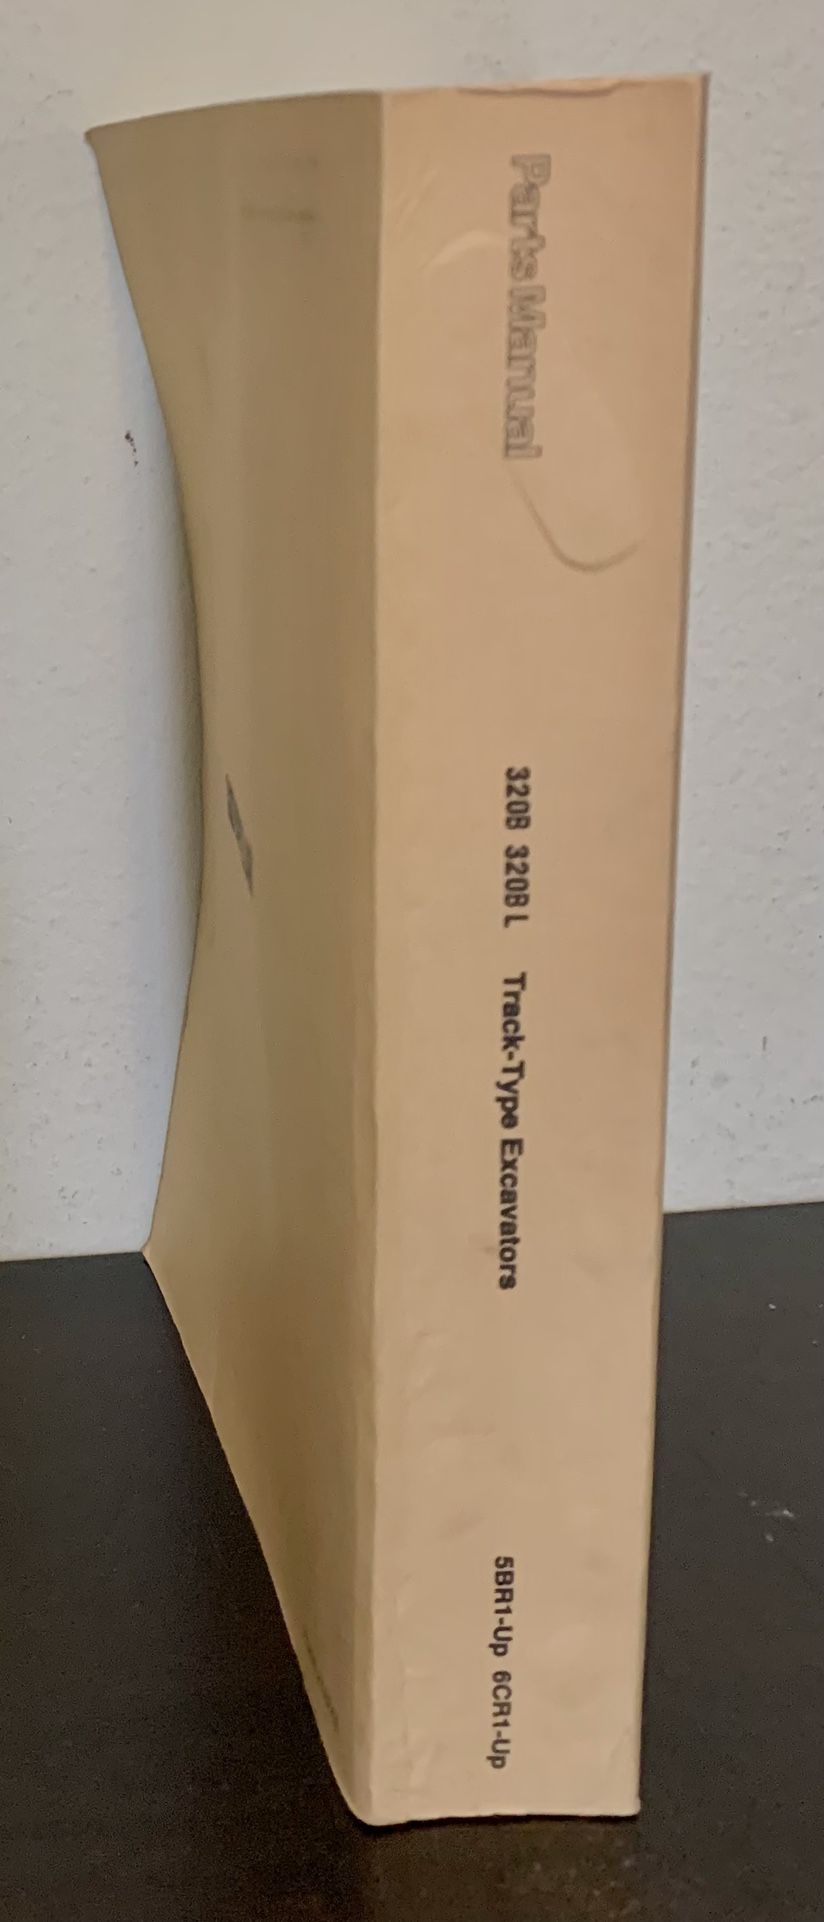 Parts Manual
320B 320B L Track-Type Excavators
5BR1-Up 6CR1-Up